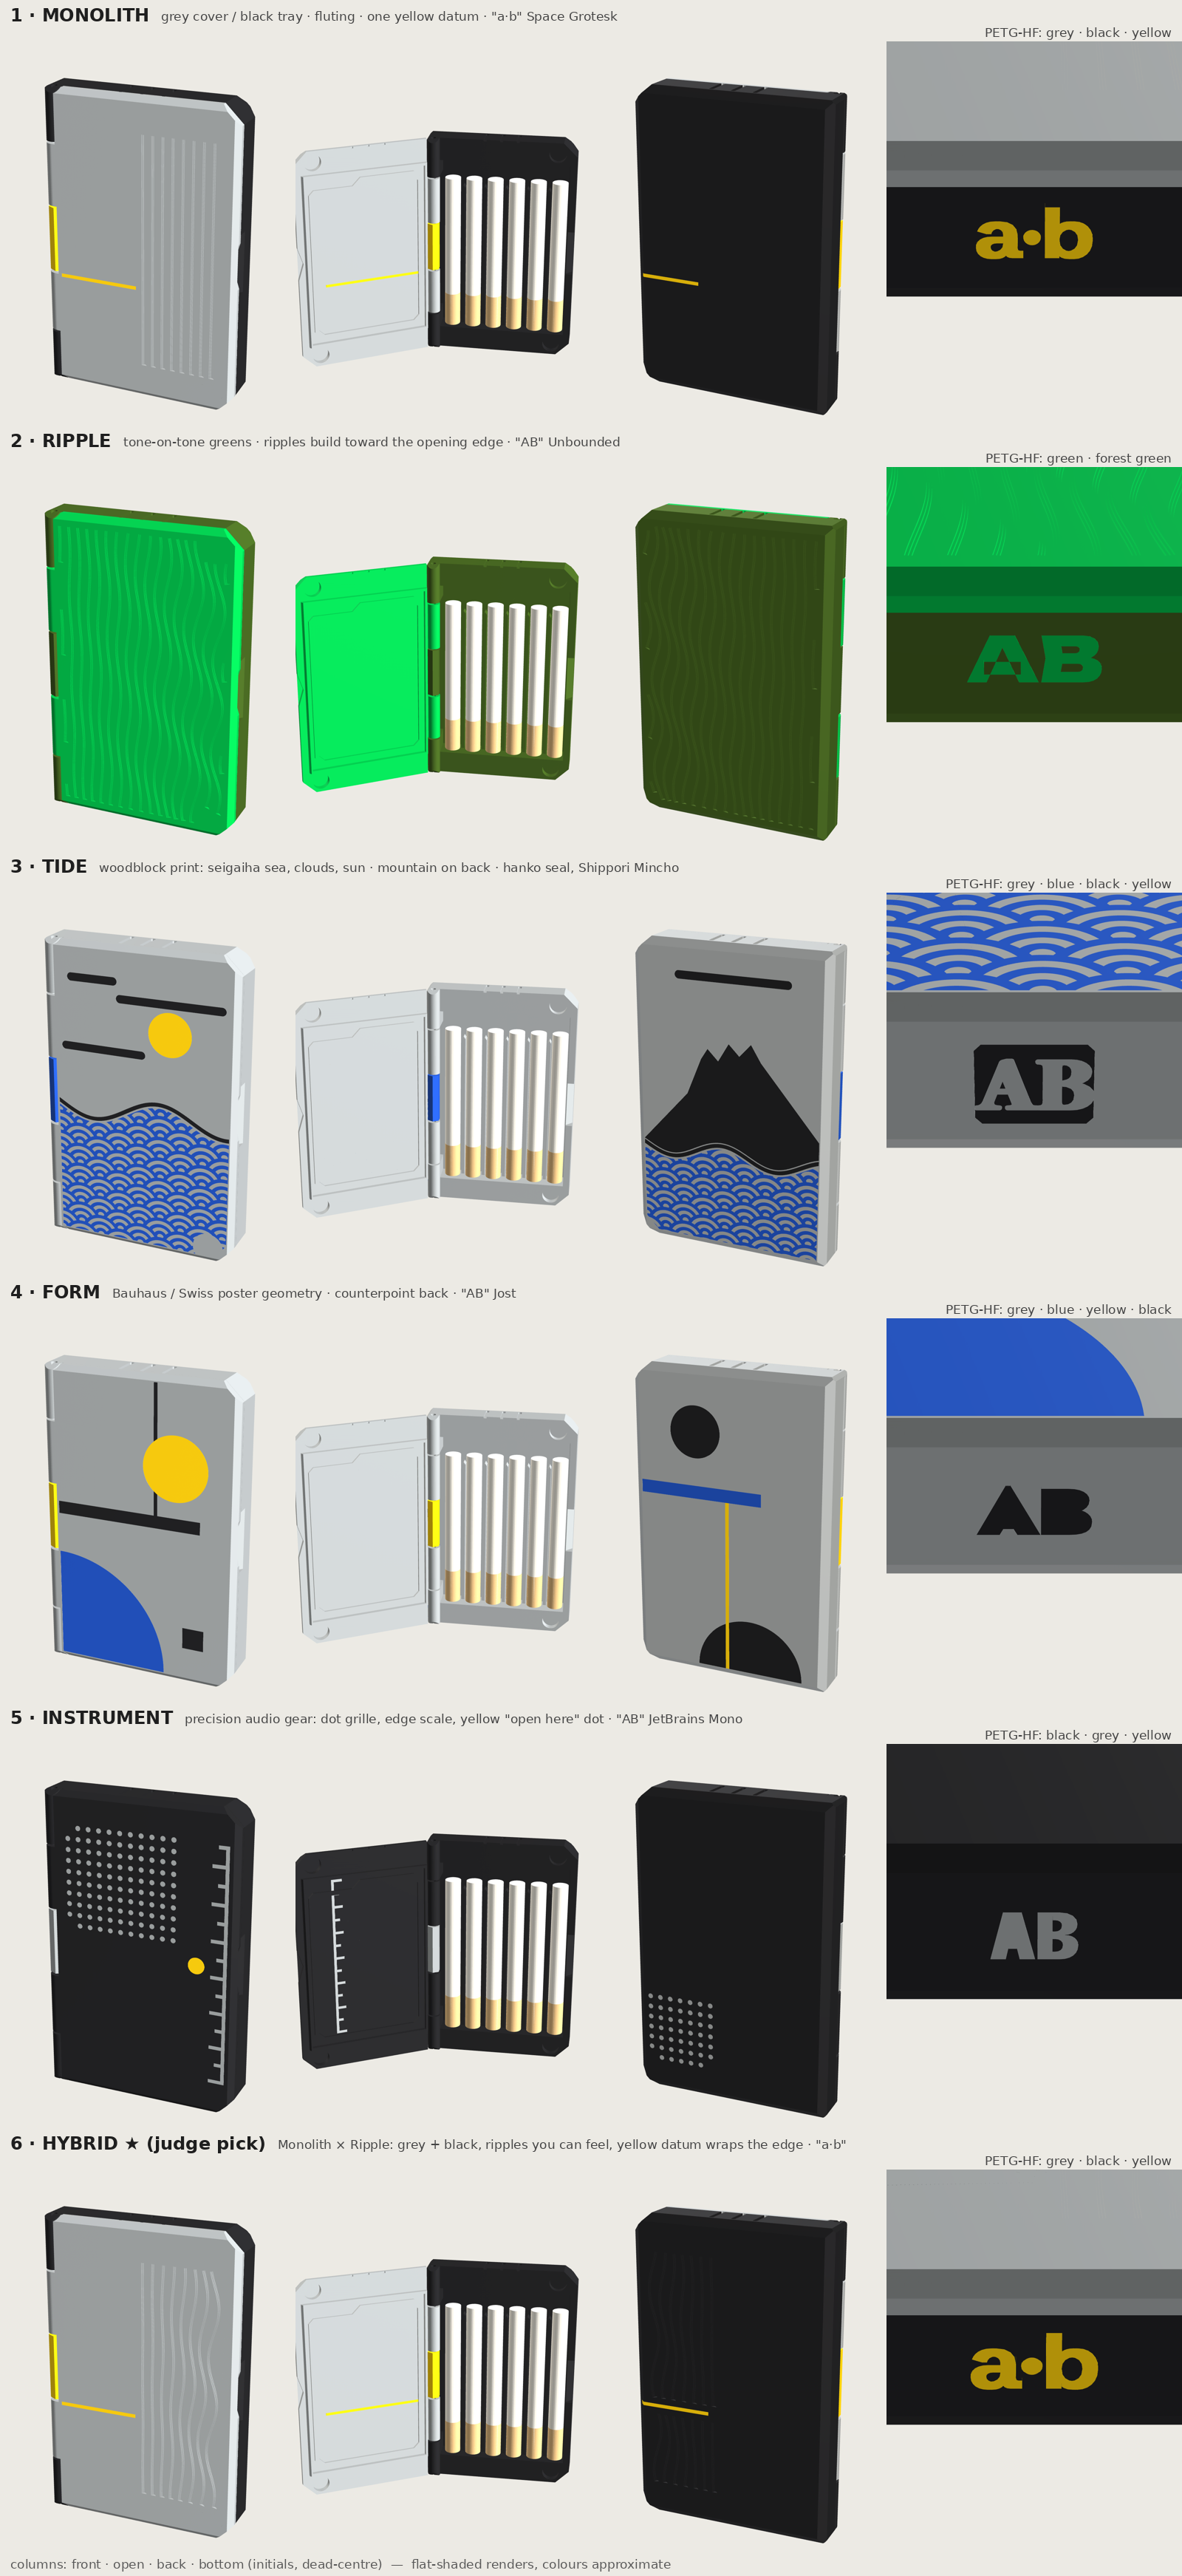 1 · MONOLITH grey cover / black tray · fluting · one yellow datum · "a·b" Space Grotesk
PETG-HF: grey · black · yellow
a·b
2 · RIPPLE tone-on-tone greens · ripples build toward the opening edge · "AB" Unbounded
PETG-HF: green · forest green
AB
3 · TIDE woodblock print: seigaiha sea, clouds, sun · mountain on back · hanko seal, Shippori Mincho
PETG-HF: grey · blue · black · yellow
AB
4 · FORM Bauhaus / Swiss poster geometry · counterpoint back · "AB" Jost
PETG-HF: grey · blue · yellow · black
AB
5 · INSTRUMENT precision audio gear: dot grille, edge scale, yellow "open here" dot · "AB" JetBrains Mono
PETG-HF: black · grey · yellow
AB
6 · HYBRID ★ (judge pick) Monolith × Ripple: grey + black, ripples you can feel, yellow datum wraps the edge · "a·b"
PETG-HF: grey · black · yellow
a·b
columns: front · open · back · bottom (initials, dead-centre) — flat-shaded renders, colours approximate